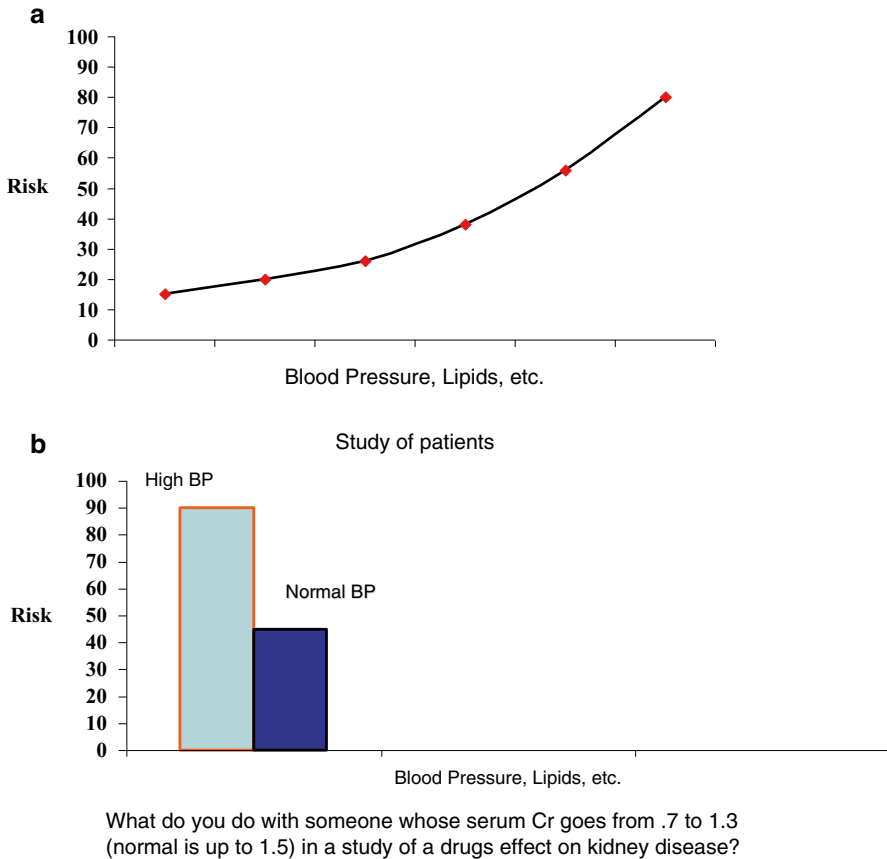 a
100
90
80
70
60
50
40
30
20
10
0
Risk
Blood Pressure, Lipids, etc.
b
Study of patients
100
90
80
70
60
50
40
30
20
10
0
High BP
Normal BP
Risk
Blood Pressure, Lipids, etc.
What do you do with someone whose serum Cr goes from .7 to 1.3
(normal is up to 1.5) in a study of a drugs effect on kidney disease?